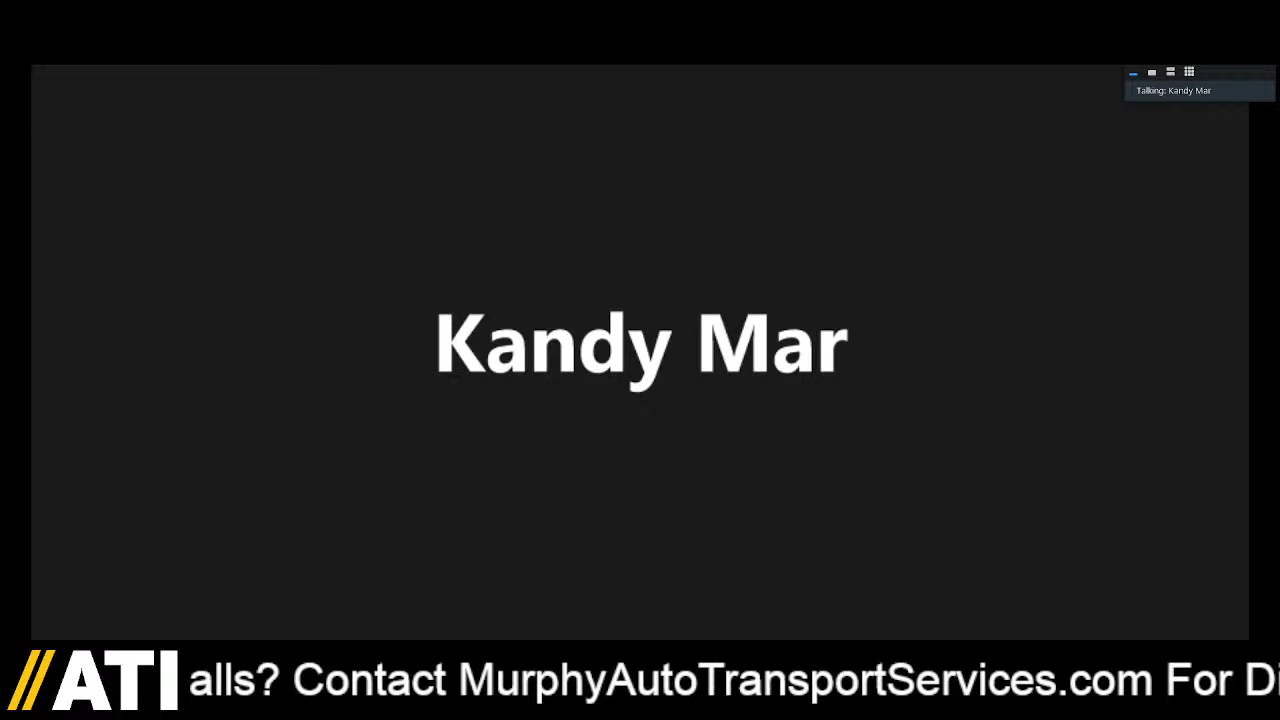 Talking: Kandy Mar
Kandy Mar
//ATI alls? Contact MurphyAutoTransportServices.com For Di